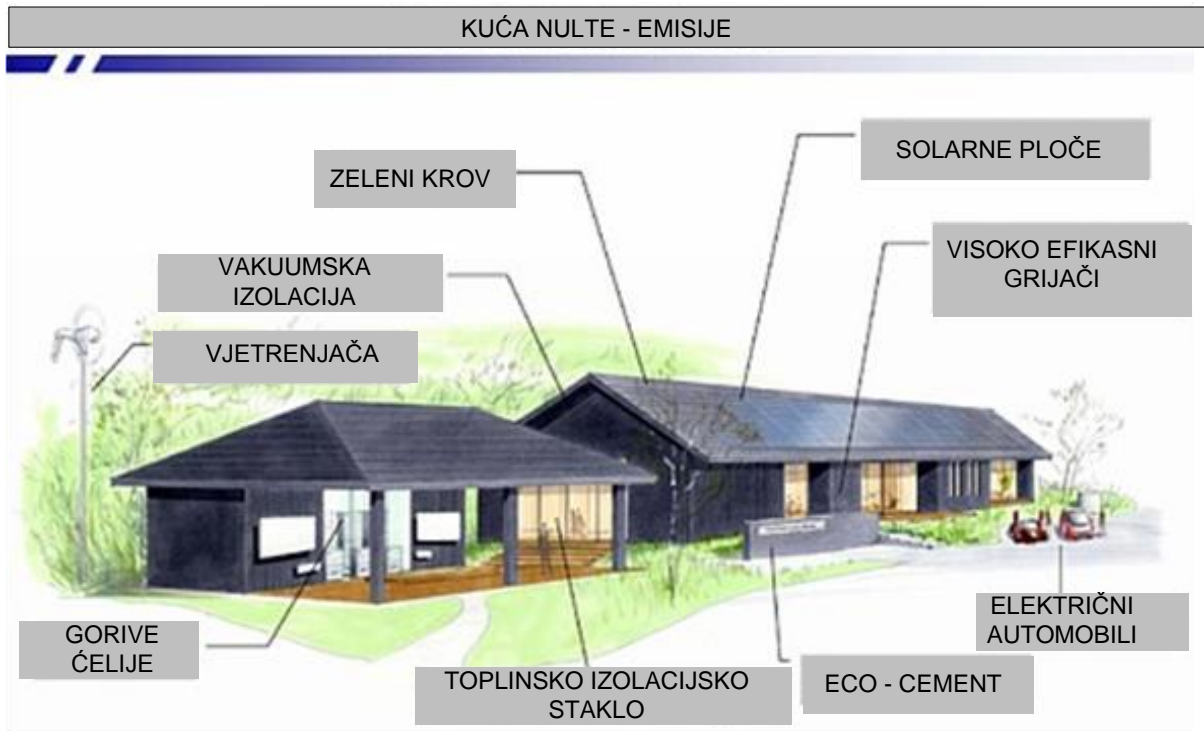 KUĆA NULTE - EMISIJE
SOLARNE PLOČE
ZELENI KROV
VISOKO EFIKASNI
GRIJAČI
VAKUUMSKA
IZOLACIJA
VJETRENJAČA
ELEKTRIČNI
AUTOMOBILI
GORIVE
ĆELIJE
TOPLINSKO IZOLACIJSKO
STAKLO
ECO - CEMENT